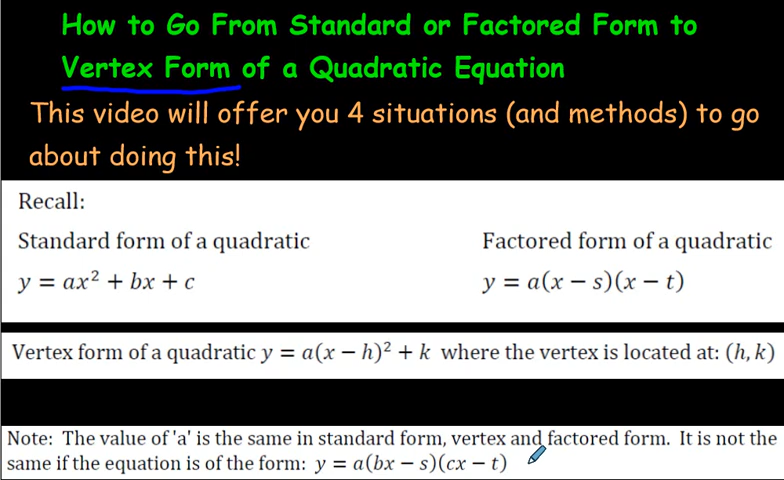 How to Go From Standard or Factored Form to
Vertex Form of a Quadratic Equation
This video will offer you 4 situations (and methods) to go
about doing this!
Recall:
Standard form of a quadratic
y = ax² + bx + c
Factored form of a quadratic
y = a(x − s)(x − t)
Vertex form of a quadratic y = a(x − h)² + k where the vertex is located at: (h, k)
Note: The value of 'a' is the same in standard form, vertex and factored form. It is not the
same if the equation is of the form: y = a(bx − s)(cx − t)